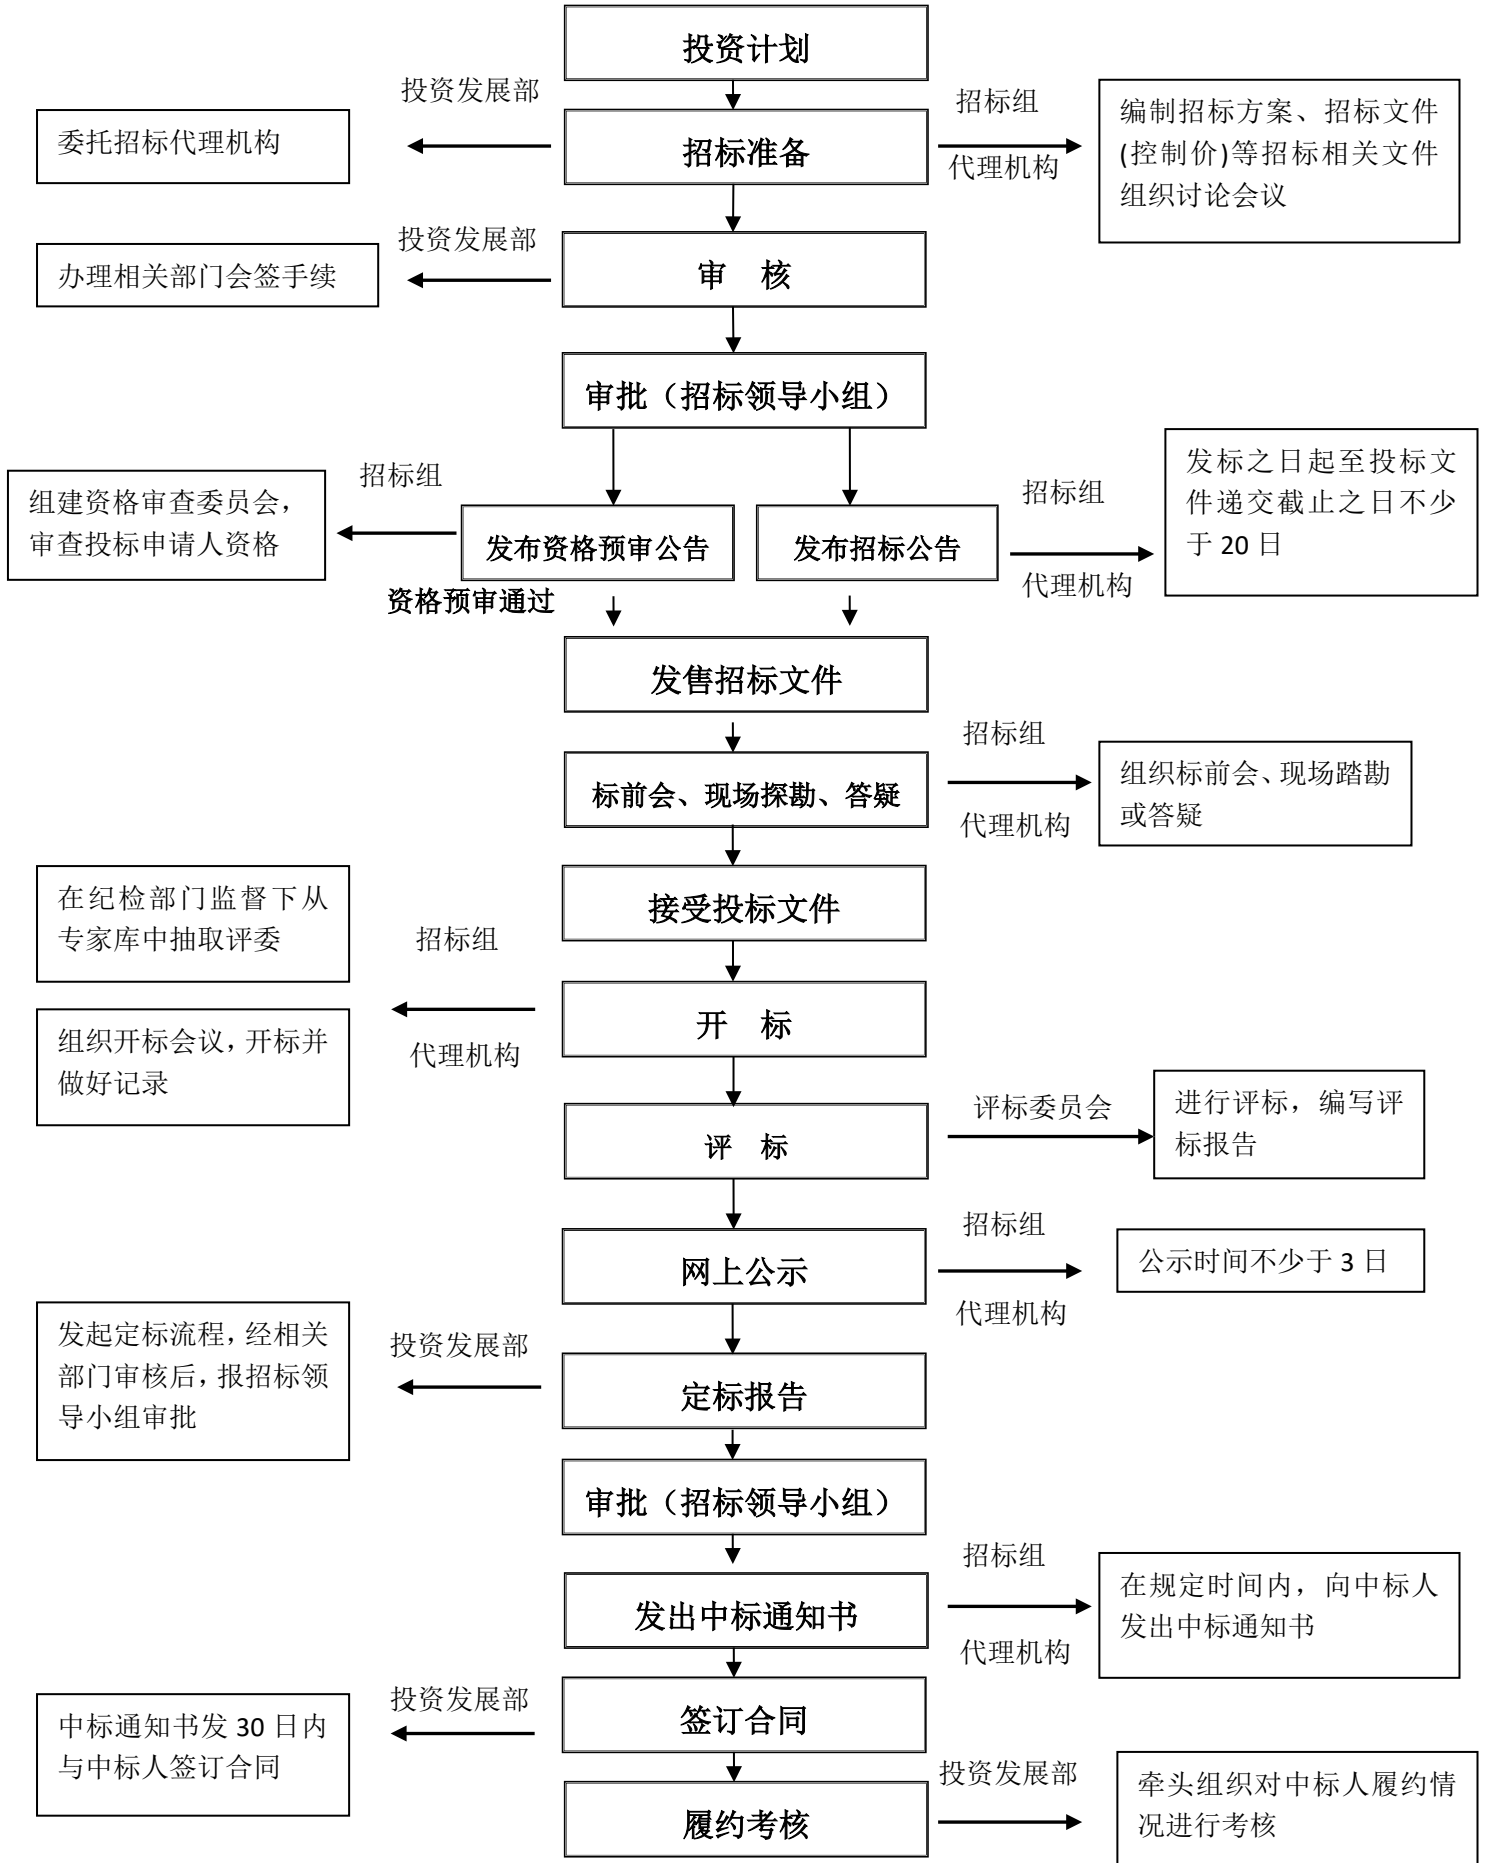 投资计划
投资发展部
招标组
委托招标代理机构
招标准备
代理机构
编制招标方案、招标文件
(控制价)等招标相关文件
组织讨论会议
投资发展部
办理相关部门会签手续
审 核
审批（招标领导小组）
招标组
组建资格审查委员会，
审查投标申请人资格
发布资格预审公告
发布招标公告
招标组
代理机构
发标之日起至投标文
件递交截止之日不少
于 20 日
资格预审通过
发售招标文件
标前会、现场探勘、答疑
招标组
代理机构
组织标前会、现场踏勘
或答疑
接受投标文件
在纪检部门监督下从
专家库中抽取评委
招标组
代理机构
组织开标会议，开标并
做好记录
开 标
评 标
评标委员会
进行评标，编写评
标报告
网上公示
招标组
代理机构
公示时间不少于 3 日
发起定标流程，经相关
部门审核后，报招标领
导小组审批
投资发展部
定标报告
审批（招标领导小组）
发出中标通知书
招标组
代理机构
在规定时间内，向中标人
发出中标通知书
中标通知书发 30 日内
与中标人签订合同
投资发展部
签订合同
履约考核
投资发展部
牵头组织对中标人履约情
况进行考核